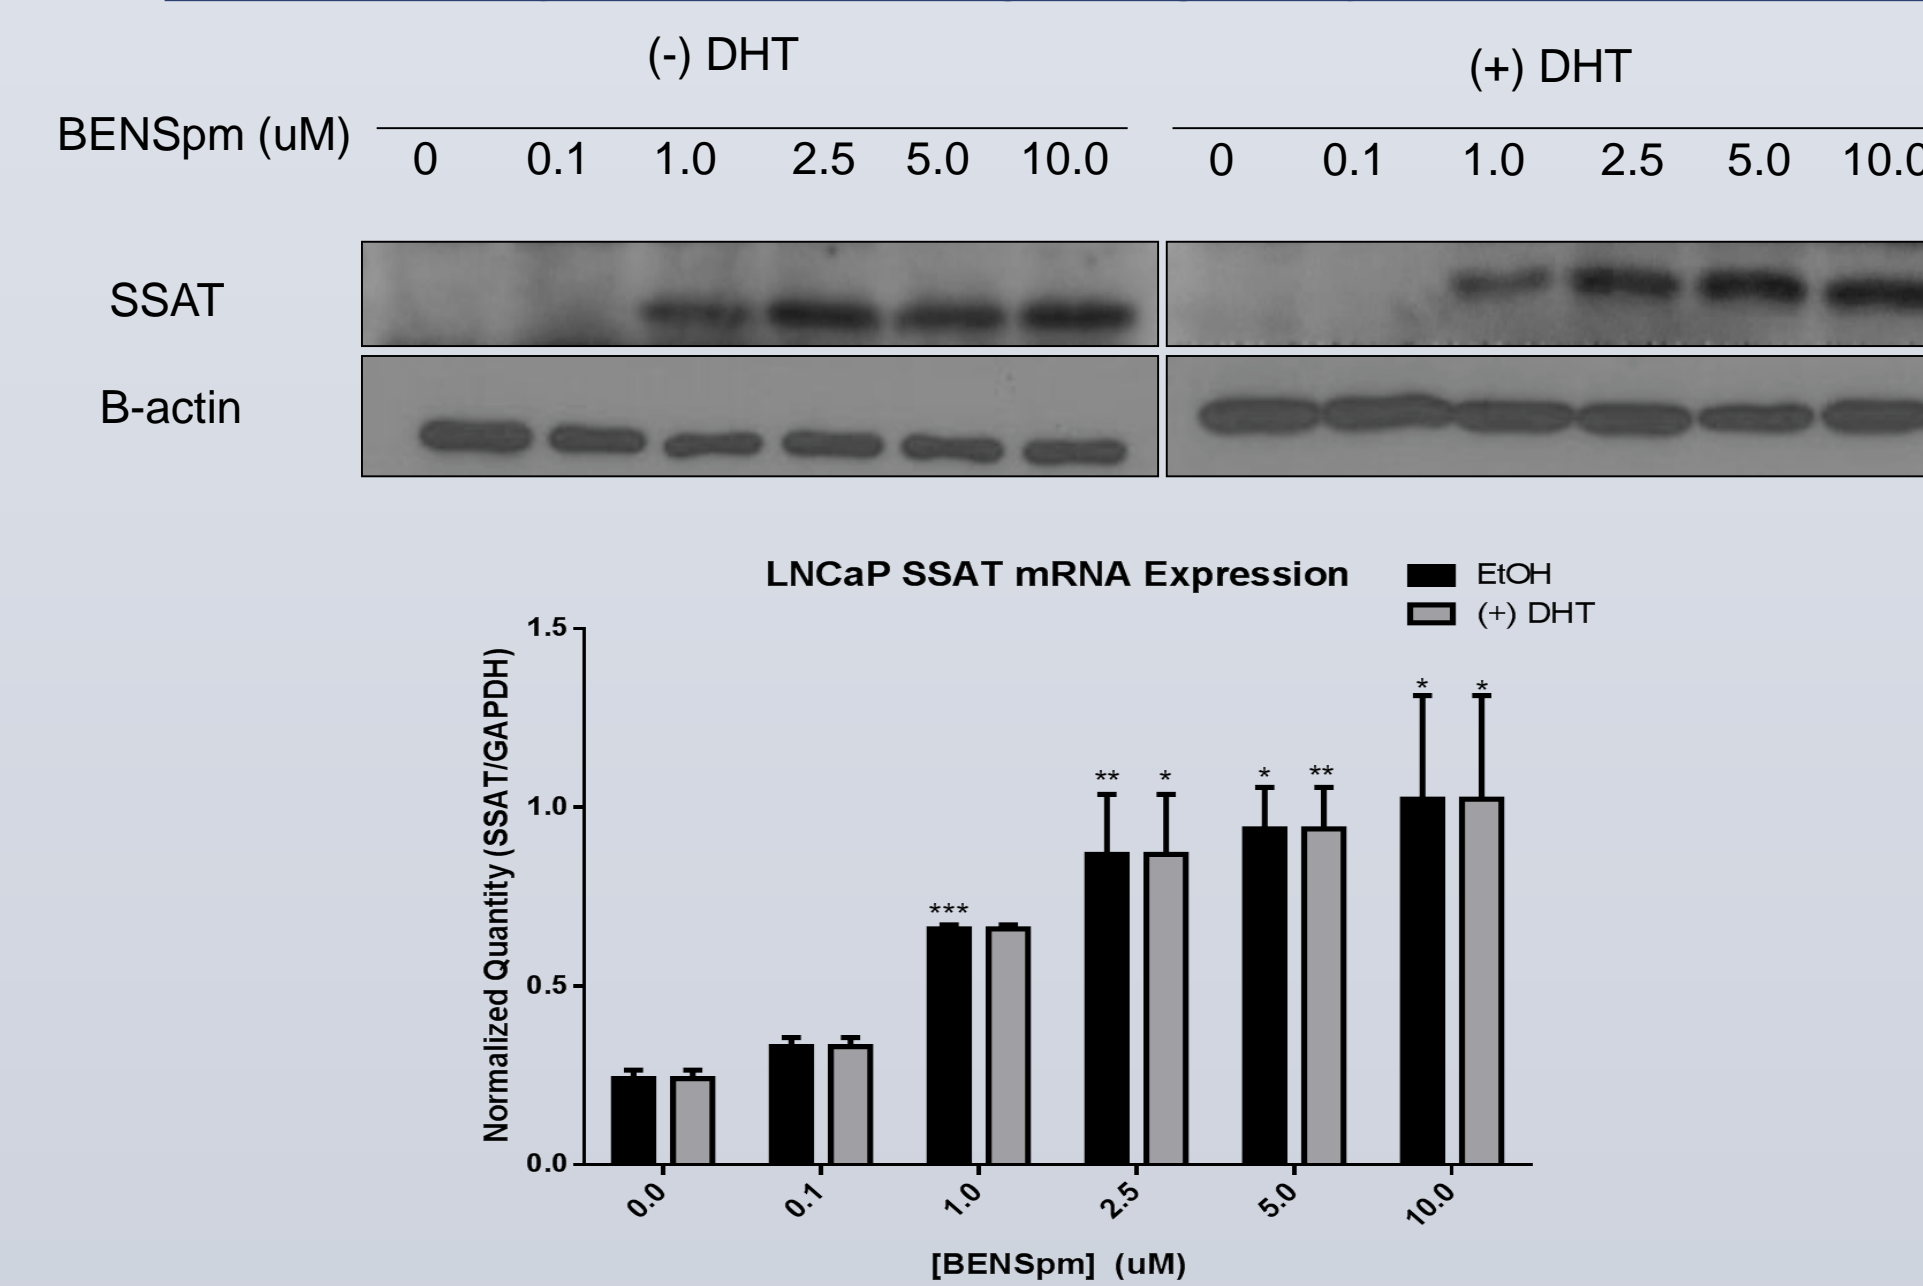 (-) DHT (+) DHT
BENSpm (uM)
0 0.1 1.0 2.5 5.0 10.0 0 0.1 1.0 2.5 5.0 10.0
SSAT
B-actin
LNCaP SSAT mRNA Expression
EtOH
(+) DHT
Normalized Quantity (SSAT/GAPDH)
1.5
1.0
0.5
0.0
*** ** * * ** * *
0.0 0.1 1.0 2.5 5.0 10.0
[BENSpm] (uM)